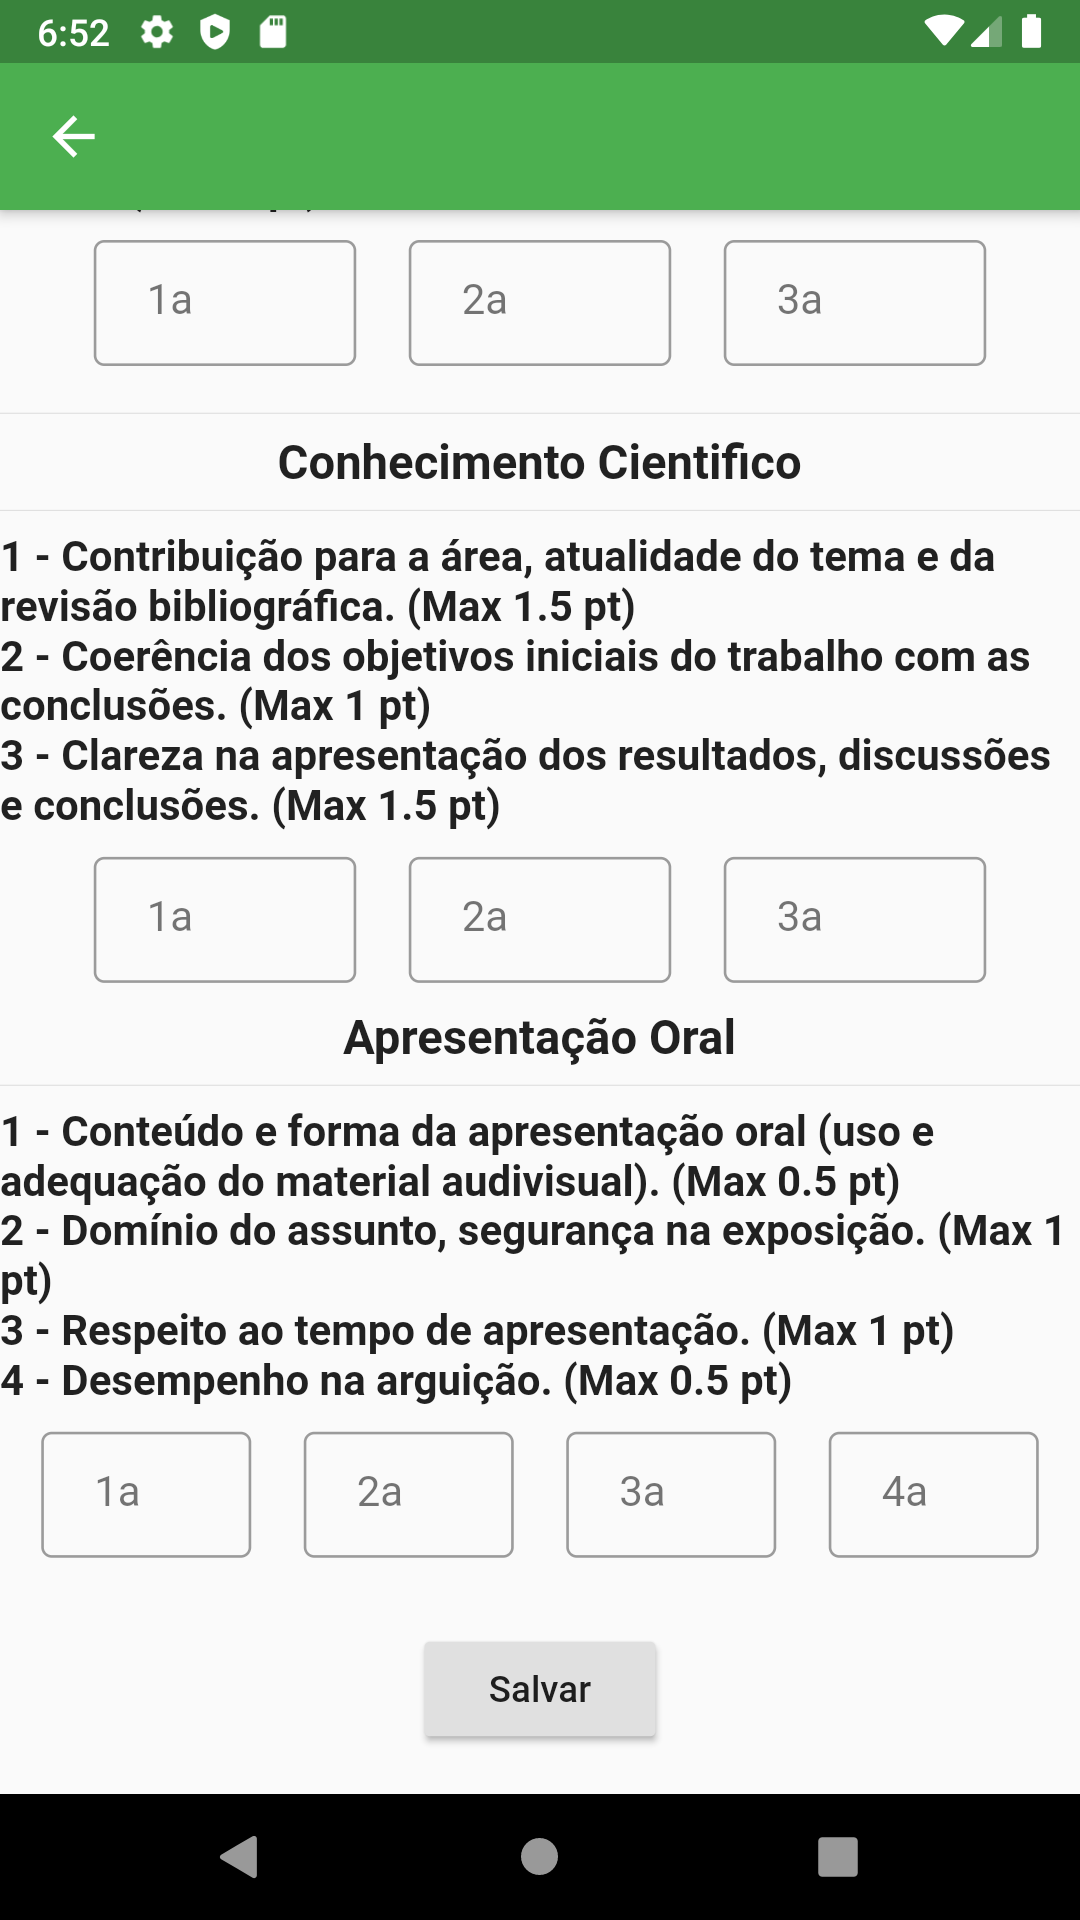 6:52
1a 2a 3a
Conhecimento Cientifico
1 - Contribuição para a área, atualidade do tema e da
revisão bibliográfica. (Max 1.5 pt)
2 - Coerência dos objetivos iniciais do trabalho com as
conclusões. (Max 1 pt)
3 - Clareza na apresentação dos resultados, discussões
e conclusões. (Max 1.5 pt)
1a 2a 3a
Apresentação Oral
1 - Conteúdo e forma da apresentação oral (uso e
adequação do material audivisual). (Max 0.5 pt)
2 - Domínio do assunto, segurança na exposição. (Max 1
pt)
3 - Respeito ao tempo de apresentação. (Max 1 pt)
4 - Desempenho na arguição. (Max 0.5 pt)
1a 2a 3a 4a
Salvar